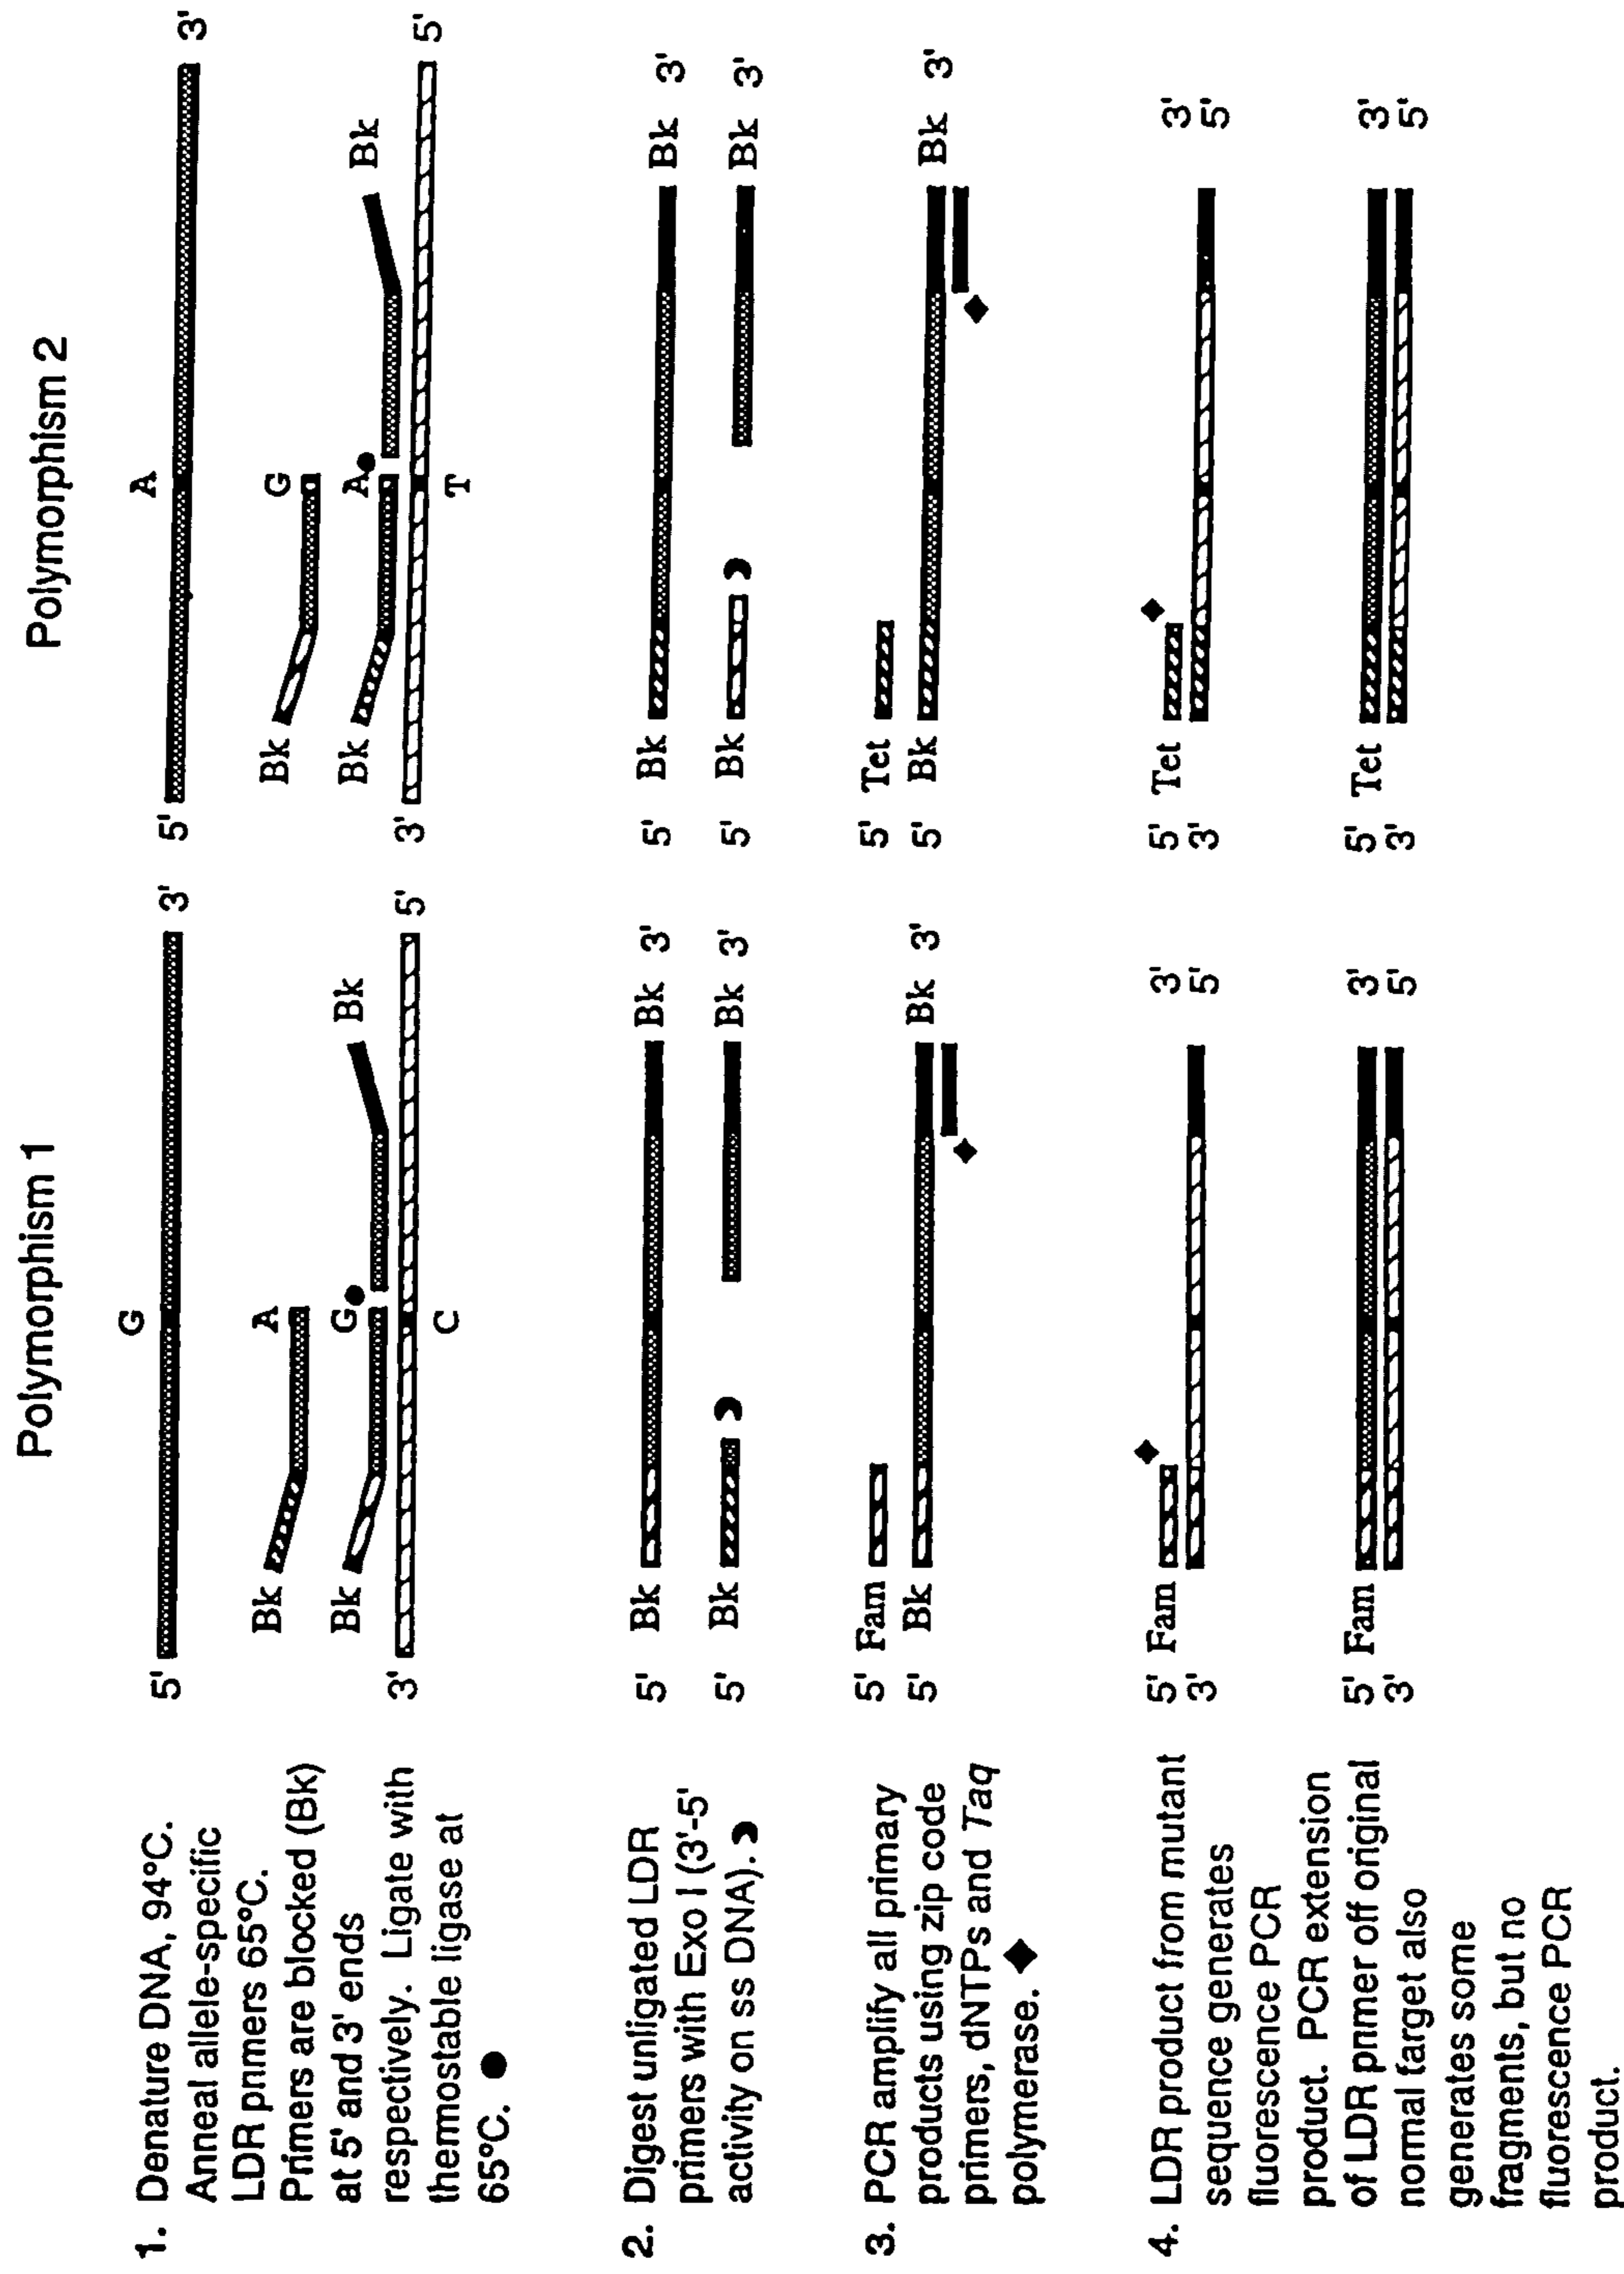 Polymorphism 1
Polymorphism 2
1. Denature DNA, 94°C.
Anneal allele-specific
LDR pnmers 65°C.
Primers are blocked (Bk)
at 5' and 3' ends
respectively. Ligate with
thermostable ligase at
65°C. ●
5' G 3'
A
Bk
G
Bk Bk
3' C 5'
5' A 3'
G
Bk
A
Bk Bk
3' T 5'
2. Digest unligated LDR
primers with Exo I (3'-5'
activity on ss DNA).
5' Bk Bk 3'
5' Bk Bk 3'
5' Bk Bk 3'
5' Bk Bk 3'
3. PCR amplify all primary
products using zip code
primers, dNTPs and Taq
polymerase. ◆
5' Fam
5' Bk Bk 3'
5' Tet
5' Bk Bk 3'
4. LDR product from mutant
sequence generates
fluorescence PCR
product. PCR extension
of LDR pnmer off original
normal target also
generates some
fragments, but no
fluorescence PCR
product.
5' Fam 3'
3' 5'
5' Tet 3'
3' 5'
5' Fam 3'
3' 5'
5' Tet 3'
3' 5'